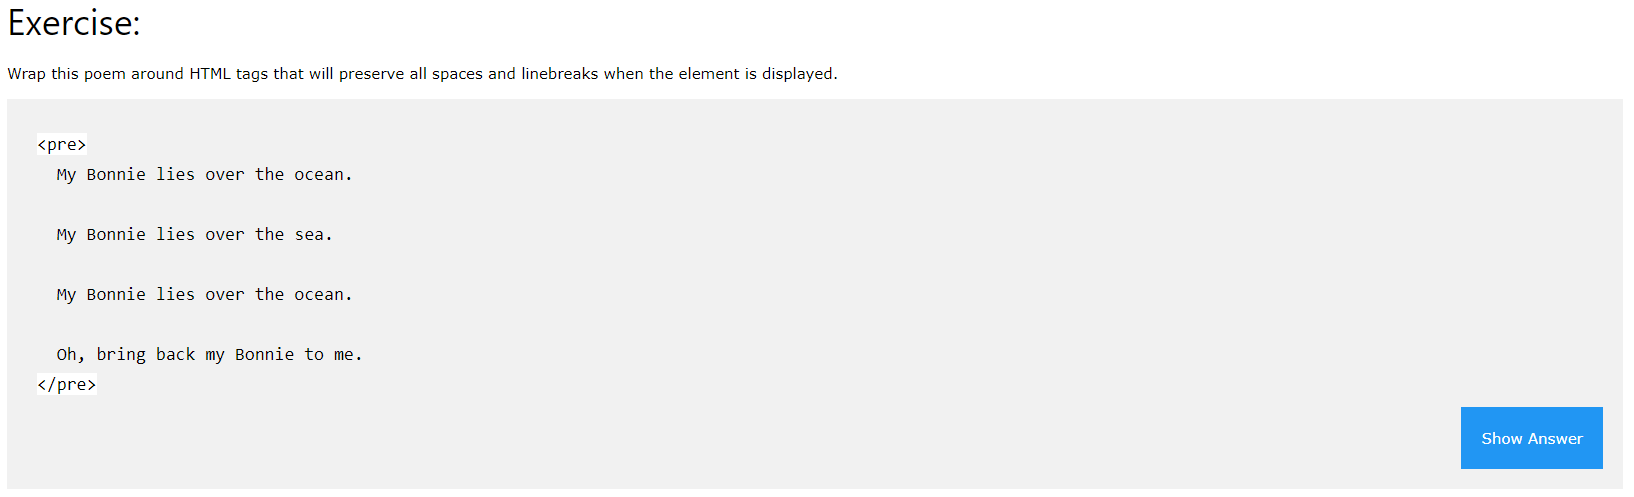 Exercise:
Wrap this poem around HTML tags that will preserve all spaces and linebreaks when the element is displayed.
<pre>
My Bonnie lies over the ocean.
My Bonnie lies over the sea.
My Bonnie lies over the ocean.
Oh, bring back my Bonnie to me.
</pre>
Show Answer